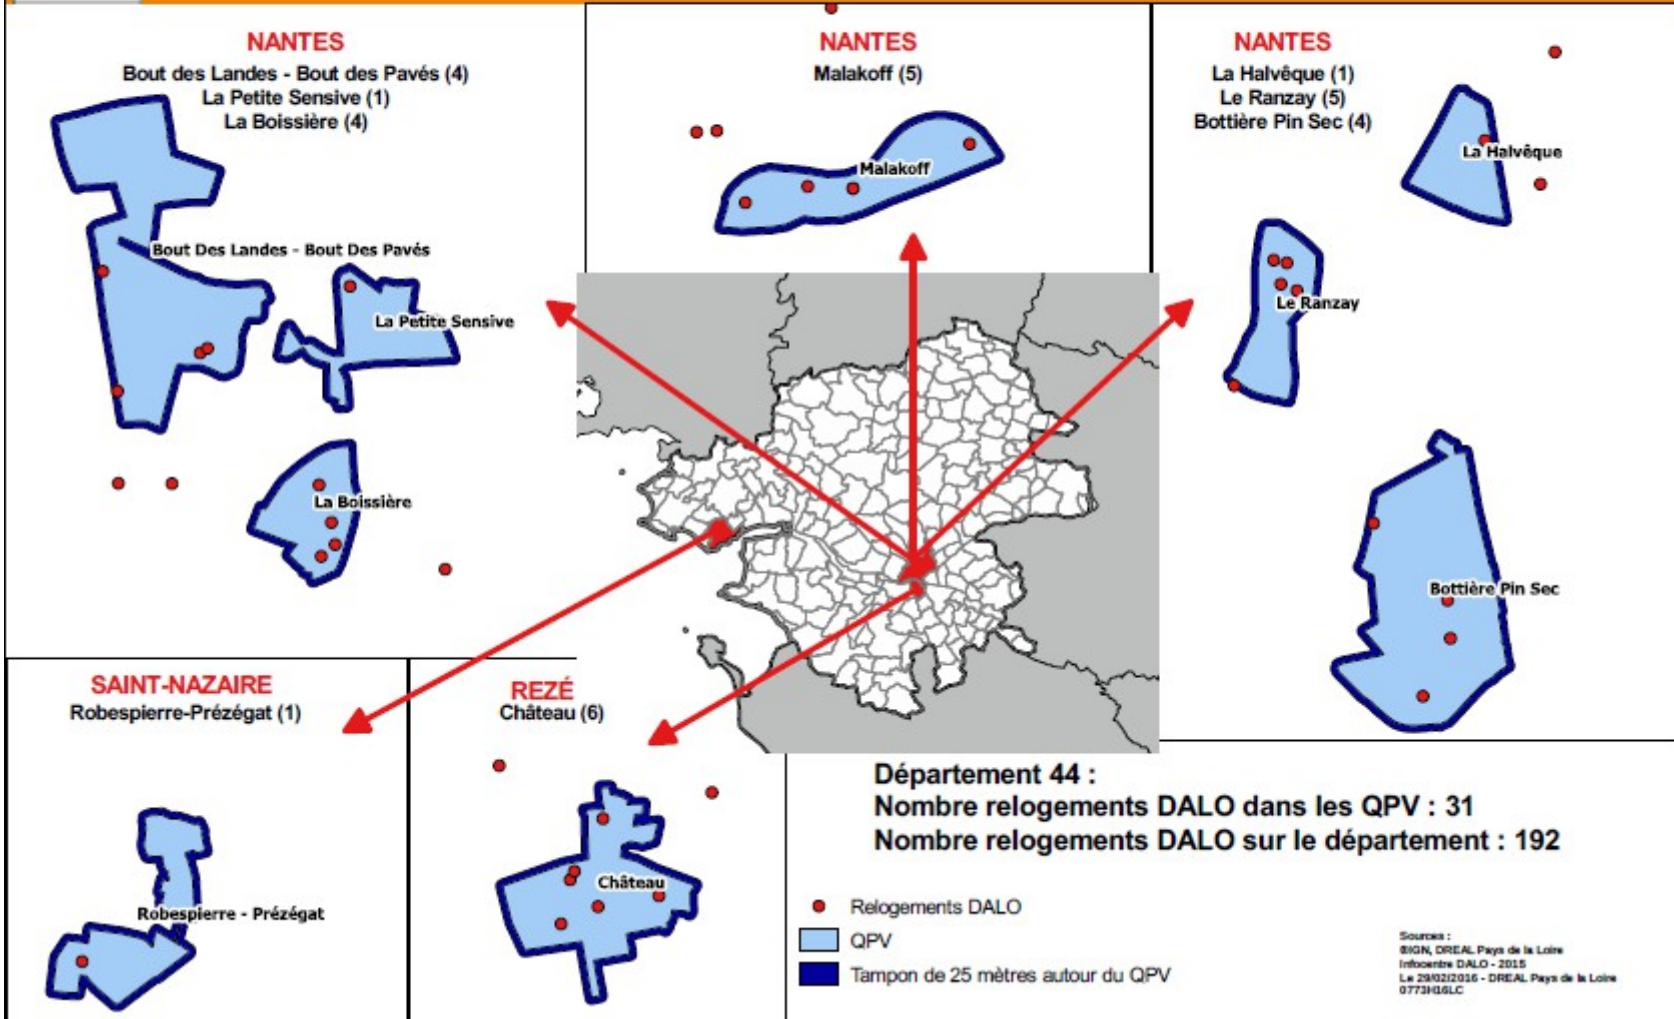 NANTES
Bout des Landes - Bout des Pavés (4)
La Petite Sensive (1)
La Boissière (4)
Bout Des Landes - Bout Des Pavés
La Petite Sensive
La Boissière
NANTES
Malakoff (5)
Malakoff
NANTES
La Halvêque (1)
Le Ranzay (5)
Bottière Pin Sec (4)
La Halvêque
Le Ranzay
Bottière Pin Sec
SAINT-NAZAIRE
Robespierre-Prézégat (1)
Robespierre - Prézégat
REZÉ
Château (6)
Château
Département 44 :
Nombre relogements DALO dans les QPV : 31
Nombre relogements DALO sur le département : 192
Relogements DALO
QPV
Tampon de 25 mètres autour du QPV
Sources :
®IGN, DREAL Pays de la Loire
Infocentre DALO - 2015
Le 29/02/2016 - DREAL Pays de la Loire
0773H16LC